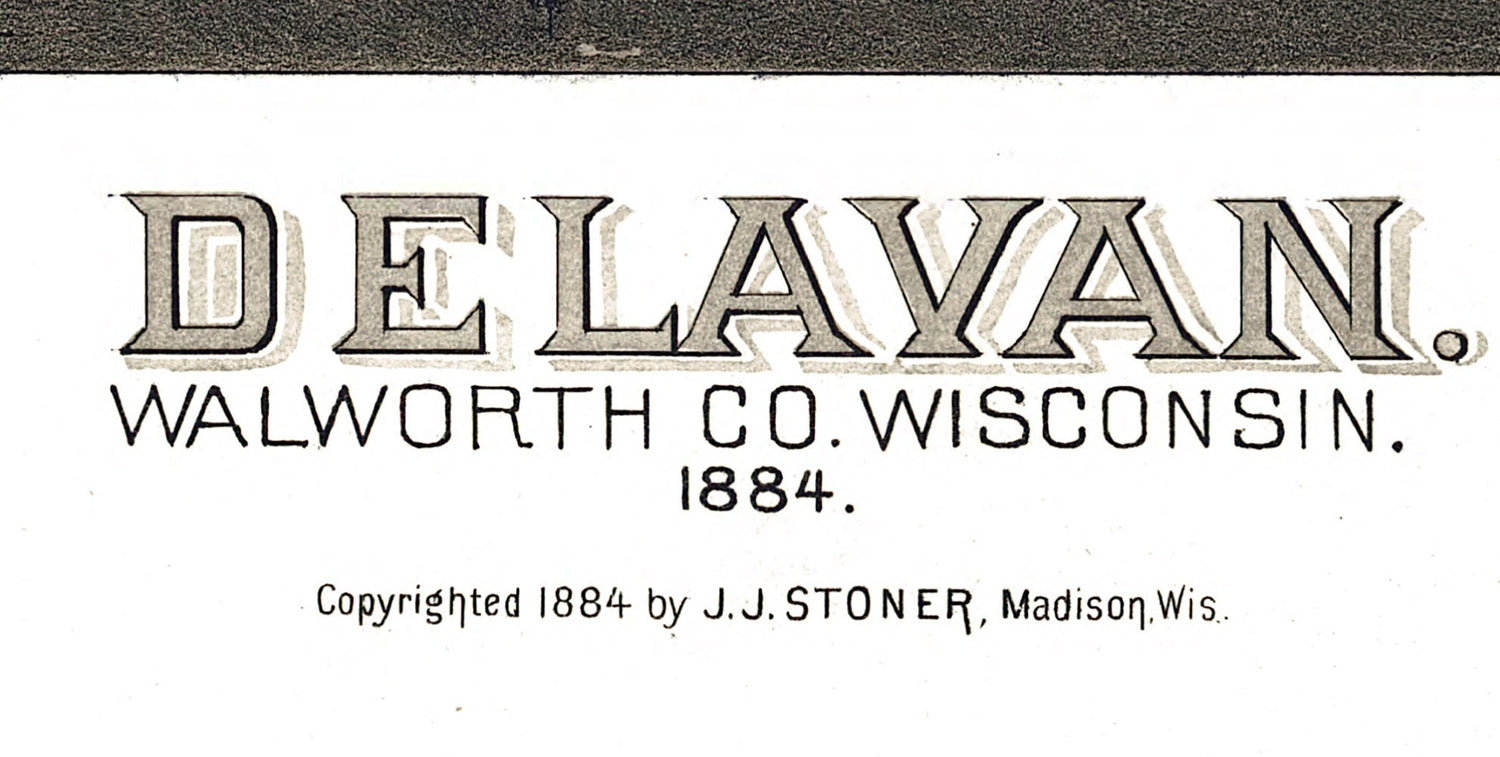 DELAVAN.
WALWORTH CO. WISCONSIN.
1884.
Copyrighted 1884 by J.J. STONER, Madison, Wis.